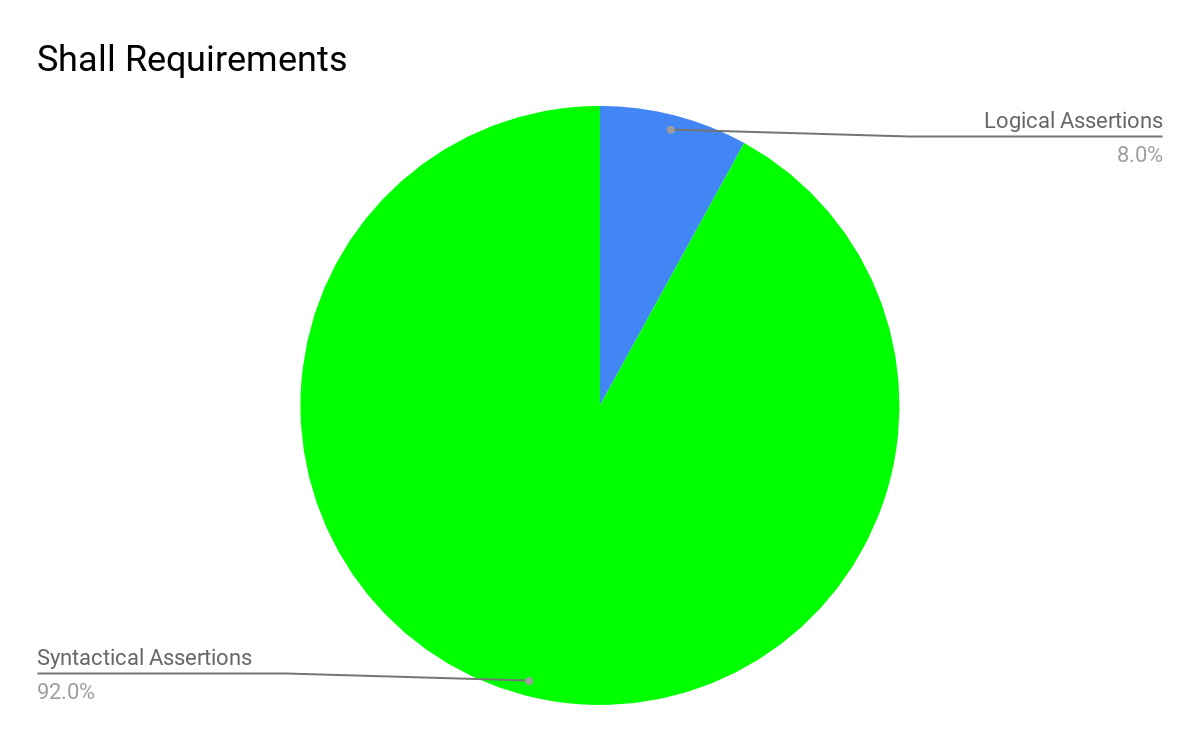 Shall Requirements
Logical Assertions
8.0%
Syntactical Assertions
92.0%